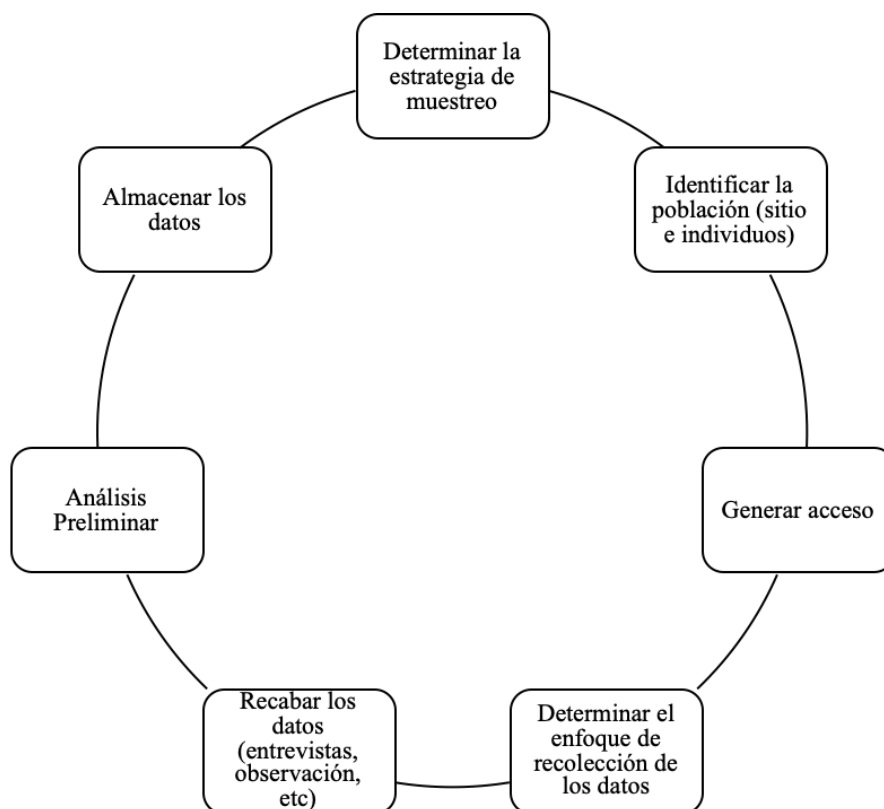 Determinar la
estrategia de
muestreo
Identificar la
población (sitio
e individuos)
Generar acceso
Determinar el
enfoque de
recolección de
los datos
Recabar los
datos
(entrevistas,
observación,
etc)
Análisis
Preliminar
Almacenar los
datos